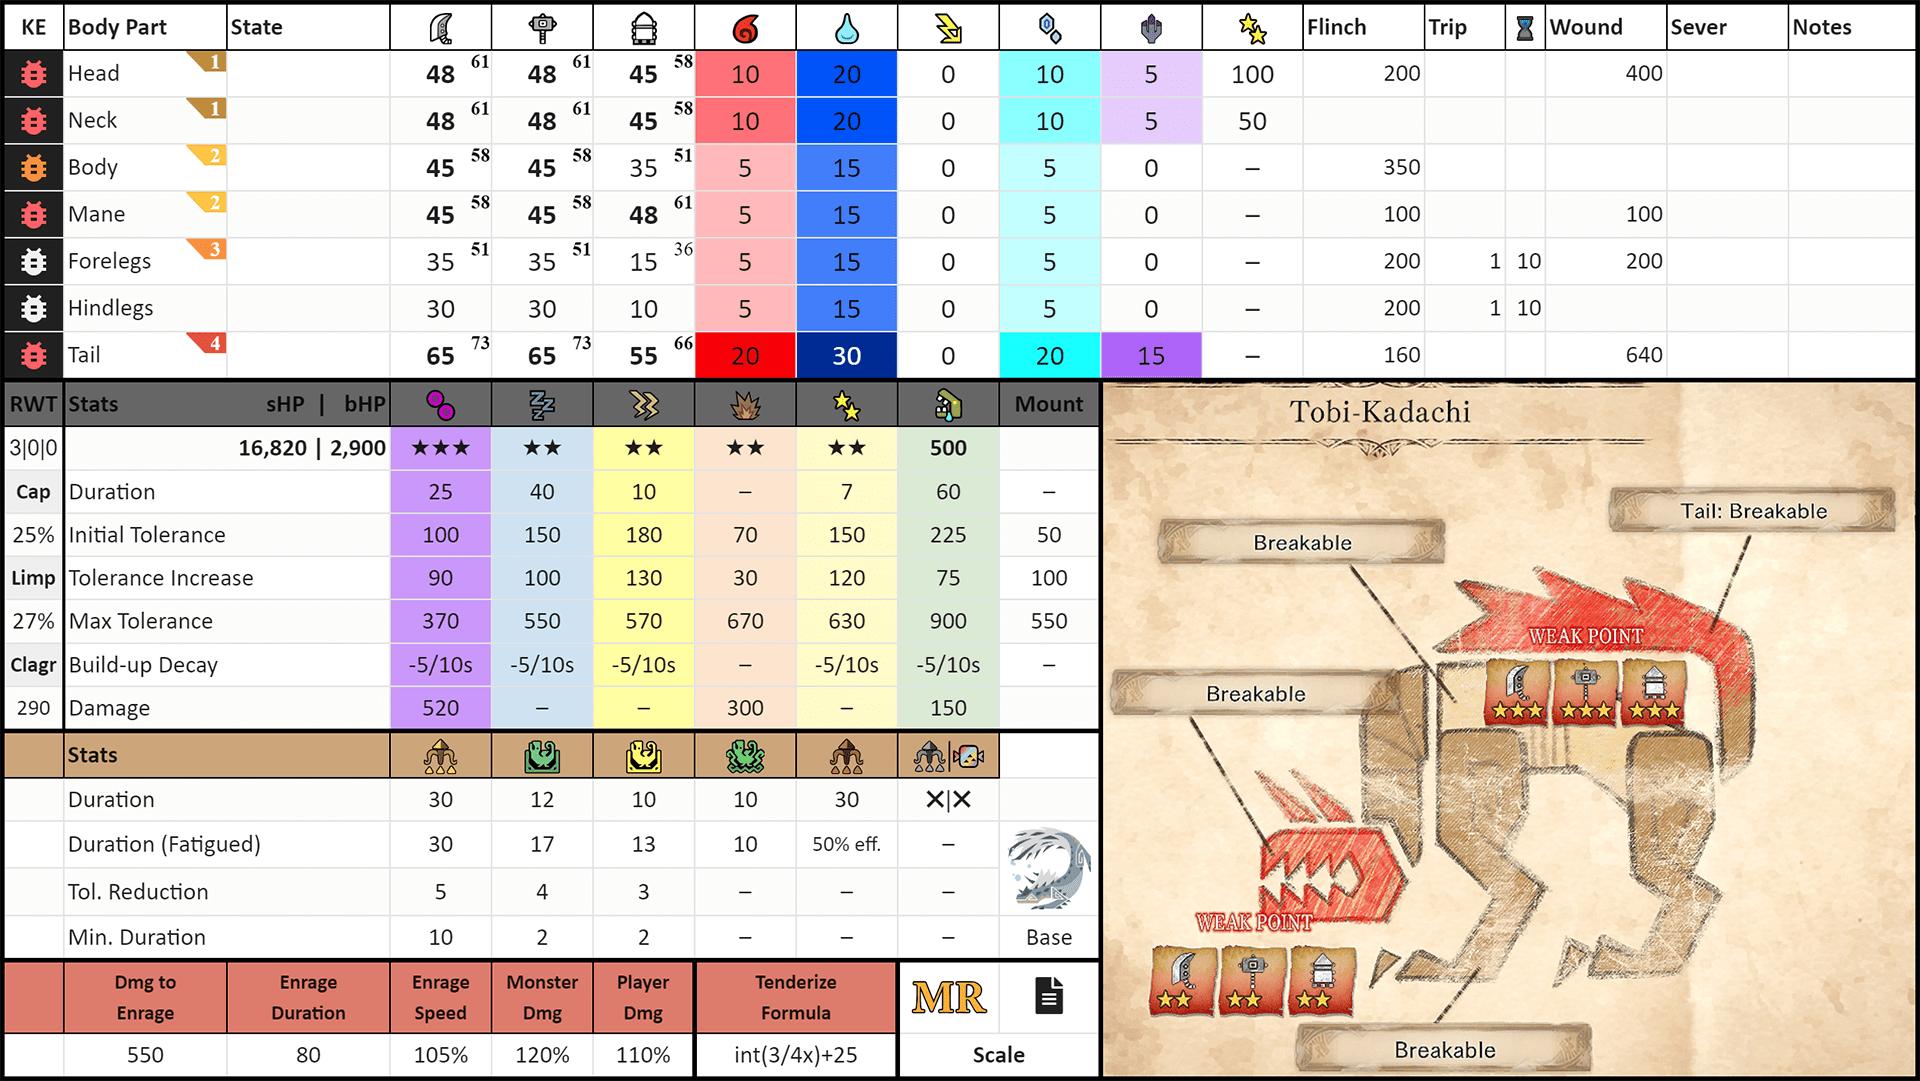 KE Body Part State Flinch Trip Wound Sever Notes
Head 1 48 61 48 61 45 58 10 20 0 10 5 100 200 400
Neck 1 48 61 48 61 45 58 10 20 0 10 5 50
Body 2 45 58 45 58 35 51 5 15 0 5 0 – 350
Mane 2 45 58 45 58 48 61 5 15 0 5 0 – 100 100
Forelegs 3 35 51 35 51 15 36 5 15 0 5 0 – 200 1 10 200
Hindlegs 30 30 10 5 15 0 5 0 – 200 1 10
Tail 4 65 73 65 73 55 66 20 30 0 20 15 – 160 640
RWT Stats sHP | bHP Mount
3|0|0 16,820 | 2,900 ★★★ ★★ ★★ ★★ ★★ 500
Cap Duration 25 40 10 – 7 60 –
25% Initial Tolerance 100 150 180 70 150 225 50
Limp Tolerance Increase 90 100 130 30 120 75 100
27% Max Tolerance 370 550 570 670 630 900 550
Clagr Build-up Decay -5/10s -5/10s -5/10s – -5/10s -5/10s –
290 Damage 520 – – 300 – 150
Stats
Duration 30 12 10 10 30 ✕|✕
Duration (Fatigued) 30 17 13 10 50% eff. –
Tol. Reduction 5 4 3 – – –
Min. Duration 10 2 2 – – – Base
Dmg to Enrage Enrage Duration Enrage Speed Monster Dmg Player Dmg Tenderize Formula MR
550 80 105% 120% 110% int(3/4x)+25 Scale
Tobi-Kadachi
Tail: Breakable
Breakable
WEAK POINT
Breakable
WEAK POINT
Breakable